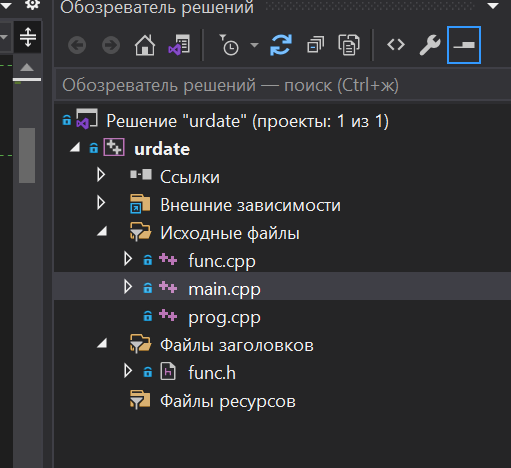 Обозреватель решений
Обозреватель решений — поиск (Ctrl+ж)
Решение "urdate" (проекты: 1 из 1)
urdate
Ссылки
Внешние зависимости
Исходные файлы
func.cpp
main.cpp
prog.cpp
Файлы заголовков
func.h
Файлы ресурсов